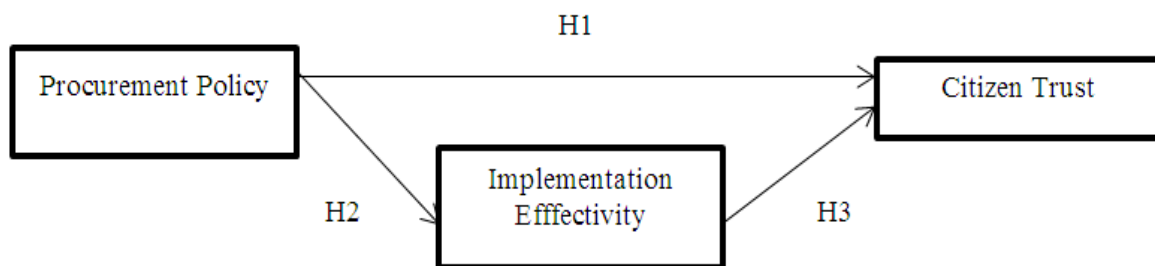 H1
Procurement Policy
Citizen Trust
Implementation
Efffectivity
H2
H3